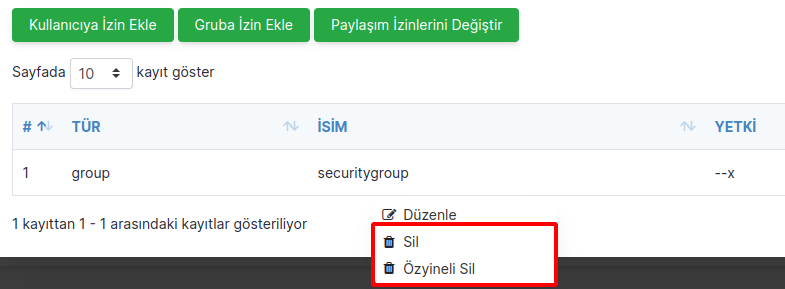 Kullanıcıya İzin Ekle Gruba İzin Ekle Paylaşım İzinlerini Değiştir
Sayfada 10 kayıt göster
# TÜR İSİM YETKİ
1 group securitygroup --x
1 kayıttan 1 - 1 arasındaki kayıtlar gösteriliyor
Düzenle
Sil
Özyineli Sil